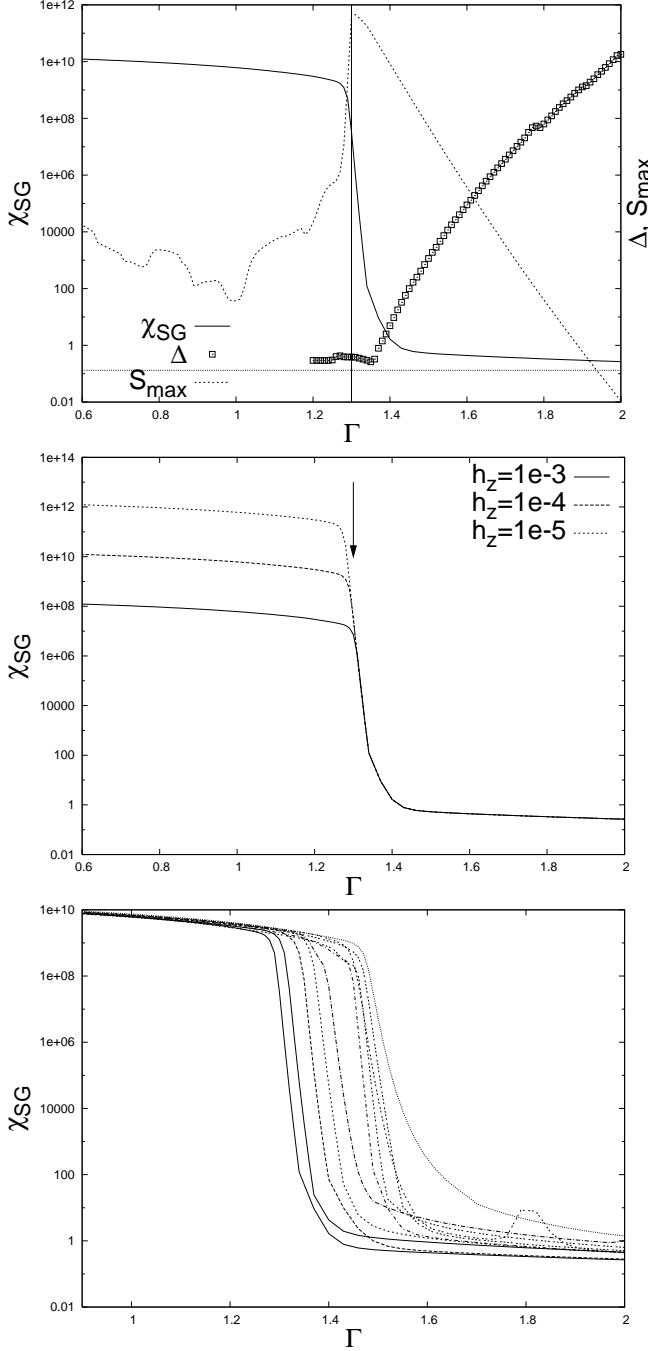 1e+12
1e+10
1e+08
1e+06
10000
100
1
0.01
χSG
Δ, Smax
χSG
Δ
Smax
0.6 0.8 1 1.2 1.4 1.6 1.8 2
Γ
1e+14
1e+12
1e+10
1e+08
1e+06
10000
100
1
0.01
χSG
hz=1e-3
hz=1e-4
hz=1e-5
0.6 0.8 1 1.2 1.4 1.6 1.8 2
Γ
1e+10
1e+08
1e+06
10000
100
1
0.01
χSG
1 1.2 1.4 1.6 1.8 2
Γ